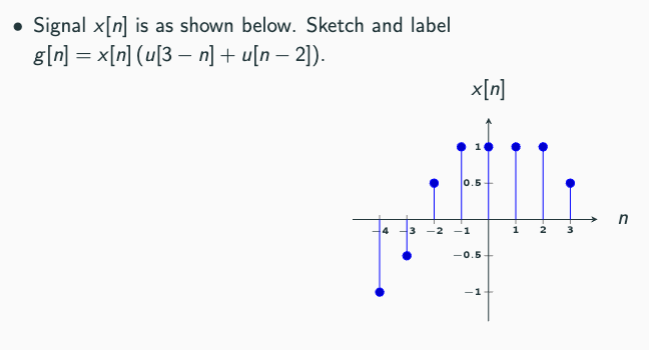 • Signal x[n] is as shown below. Sketch and label
g[n] = x[n] (u[3 − n] + u[n − 2]).
x[n]
1
0.5
n
−4 −3 −2 −1 1 2 3
−0.5
−1